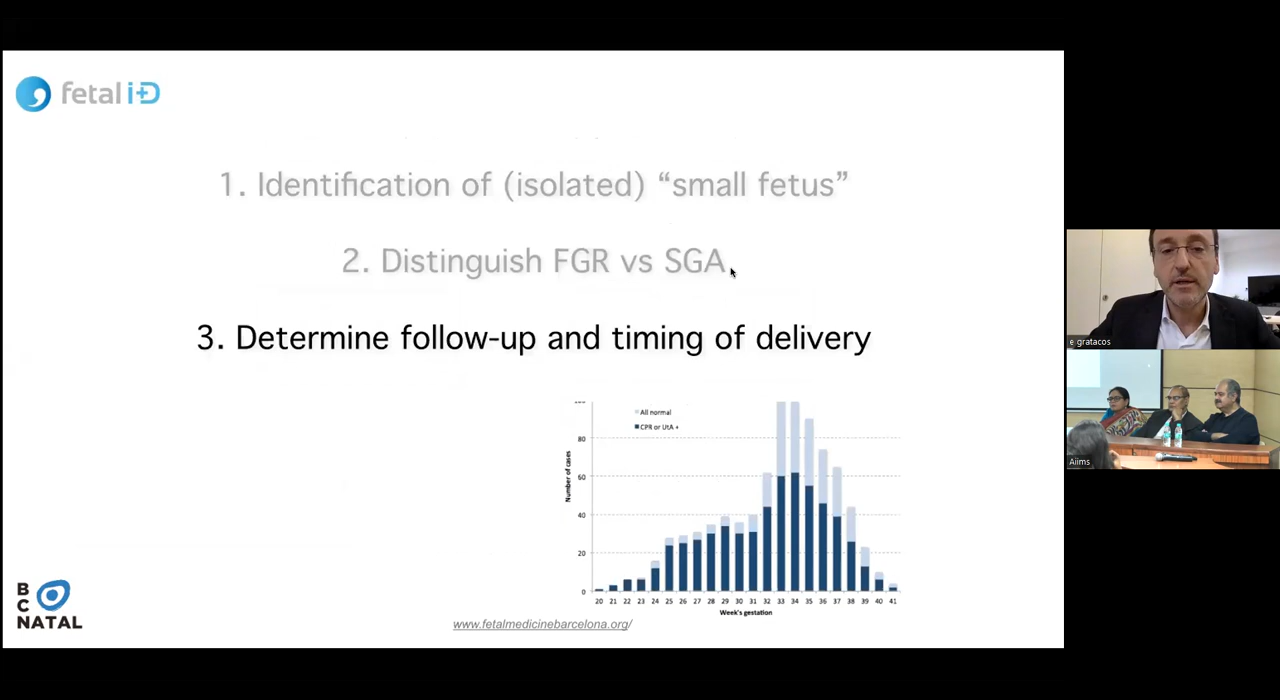 fetal i+D
1. Identification of (isolated) “small fetus”
2. Distinguish FGR vs SGA
3. Determine follow-up and timing of delivery
All normal
CPR or UtA +
80
60
40
20
0
Number of cases
20 21 22 23 24 25 26 27 28 29 30 31 32 33 34 35 36 37 38 39 40 41
Week's gestation
www.fetalmedicinebarcelona.org/
B
C
NATAL
e gratacos
Aiims